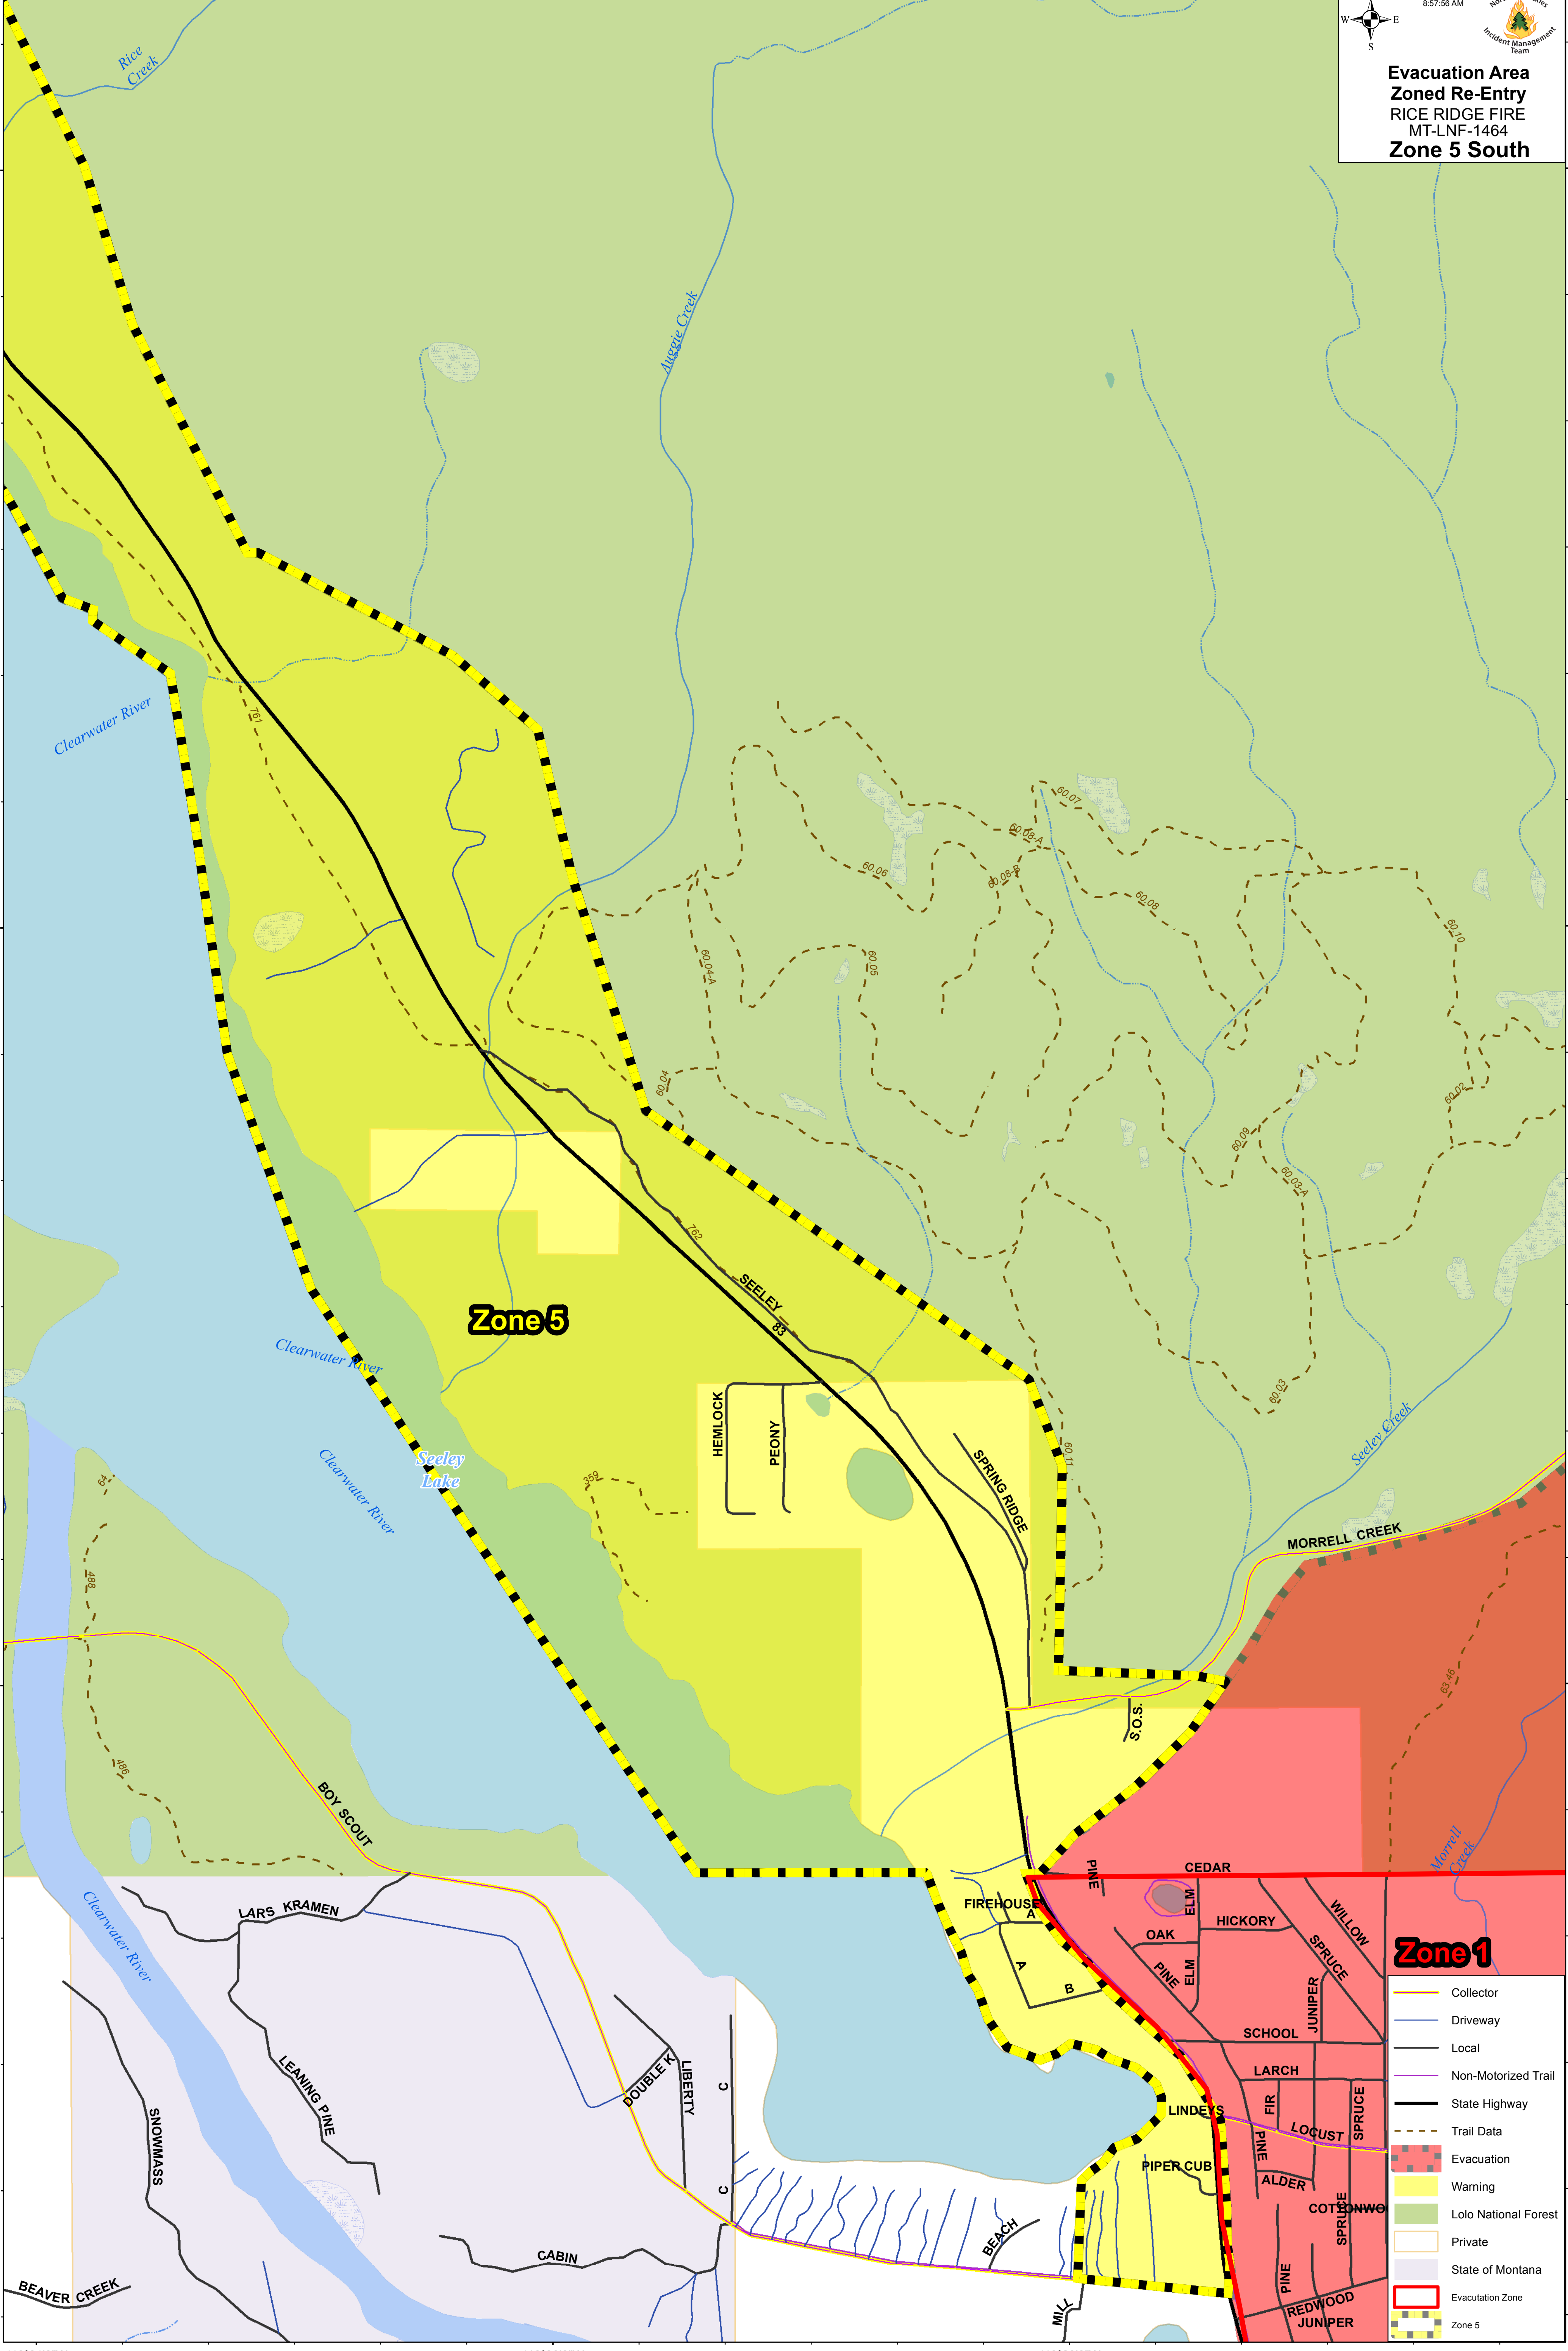 8:57:56 AM
W
E
S
Incident Management
Team
Evacuation Area
Zoned Re-Entry
RICE RIDGE FIRE
MT-LNF-1464
Zone 5 South
Rice
Creek
Auggie Creek
Clearwater River
761
60.07
60.08-A
60.06
60.08-B
60.08
60.10
60.04-A
60.05
60.04
60.02
60.09
60.03-A
762
SEELEY
83
Zone 5
Clearwater River
60.03
HEMLOCK
PEONY
SPRING RIDGE
60.11
Seeley Creek
Seeley
Lake
Clearwater River
359
64
488
MORRELL CREEK
63.46
S.O.S.
486
BOY SCOUT
Morrell
Creek
CEDAR
PINE
ELM
Clearwater River
LARS KRAMEN
FIREHOUSE
A
HICKORY
WILLOW
OAK
SPRUCE
Zone 1
A
PINE
ELM
B
JUNIPER
SCHOOL
LEANING PINE
DOUBLE K
LIBERTY
C
LARCH
FIR
SPRUCE
LINDEYS
LOCUST
SNOWMASS
PINE
PIPER CUB
ALDER
C
SPRUCE
COTTONWO
BEACH
CABIN
PINE
BEAVER CREEK
MILL
REDWOOD
JUNIPER
Collector
Driveway
Local
Non-Motorized Trail
State Highway
Trail Data
Evacuation
Warning
Lolo National Forest
Private
State of Montana
Evacutation Zone
Zone 5